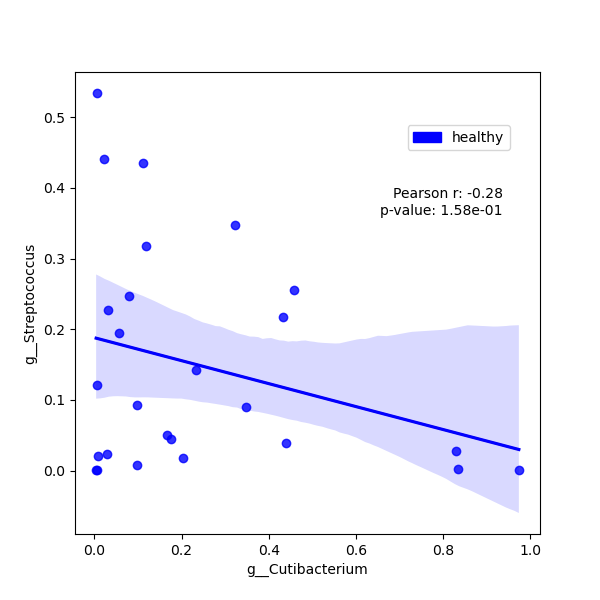 0.5
0.4
0.3
0.2
0.1
0.0
g__Streptococcus
healthy
Pearson r: -0.28
p-value: 1.58e-01
0.0 0.2 0.4 0.6 0.8 1.0
g__Cutibacterium